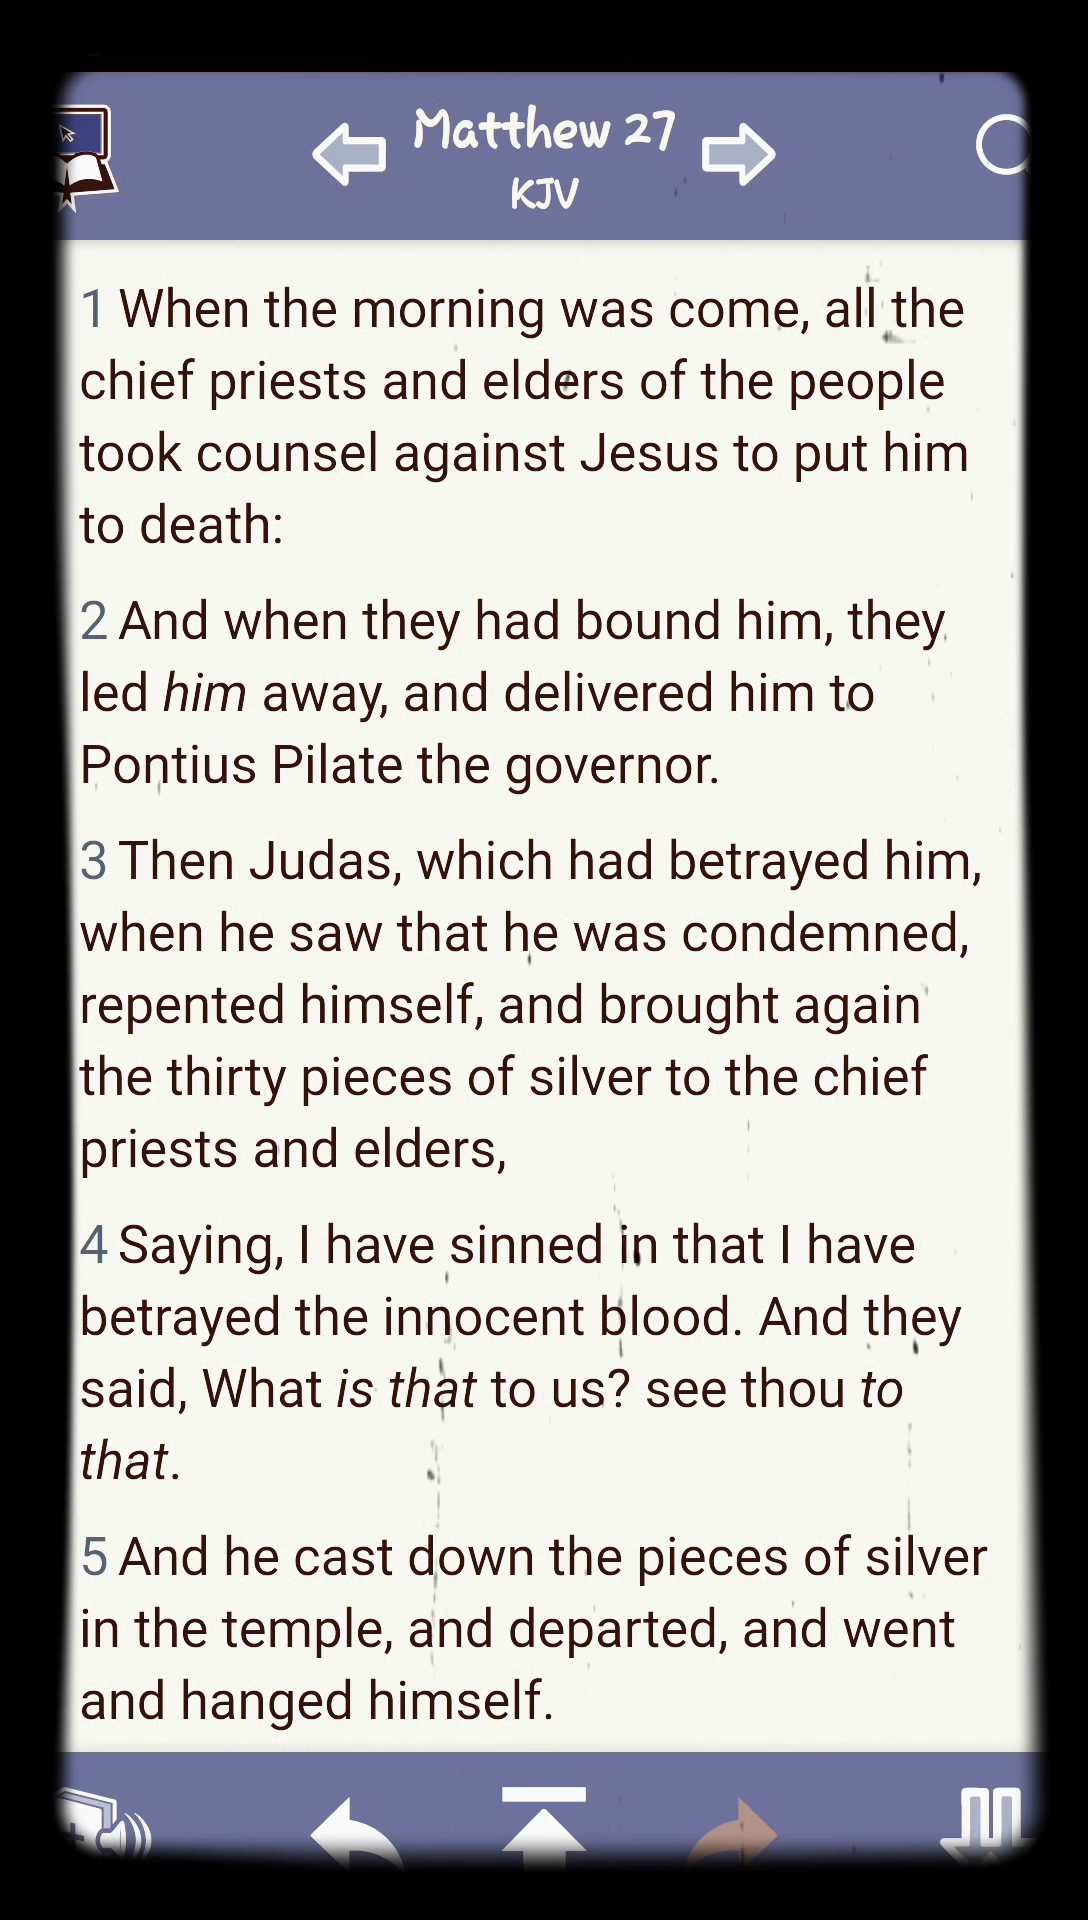 Matthew 27
KJV
1 When the morning was come, all the
chief priests and elders of the people
took counsel against Jesus to put him
to death:
2 And when they had bound him, they
led him away, and delivered him to
Pontius Pilate the governor.
3 Then Judas, which had betrayed him,
when he saw that he was condemned,
repented himself, and brought again
the thirty pieces of silver to the chief
priests and elders,
4 Saying, I have sinned in that I have
betrayed the innocent blood. And they
said, What is that to us? see thou to
that.
5 And he cast down the pieces of silver
in the temple, and departed, and went
and hanged himself.